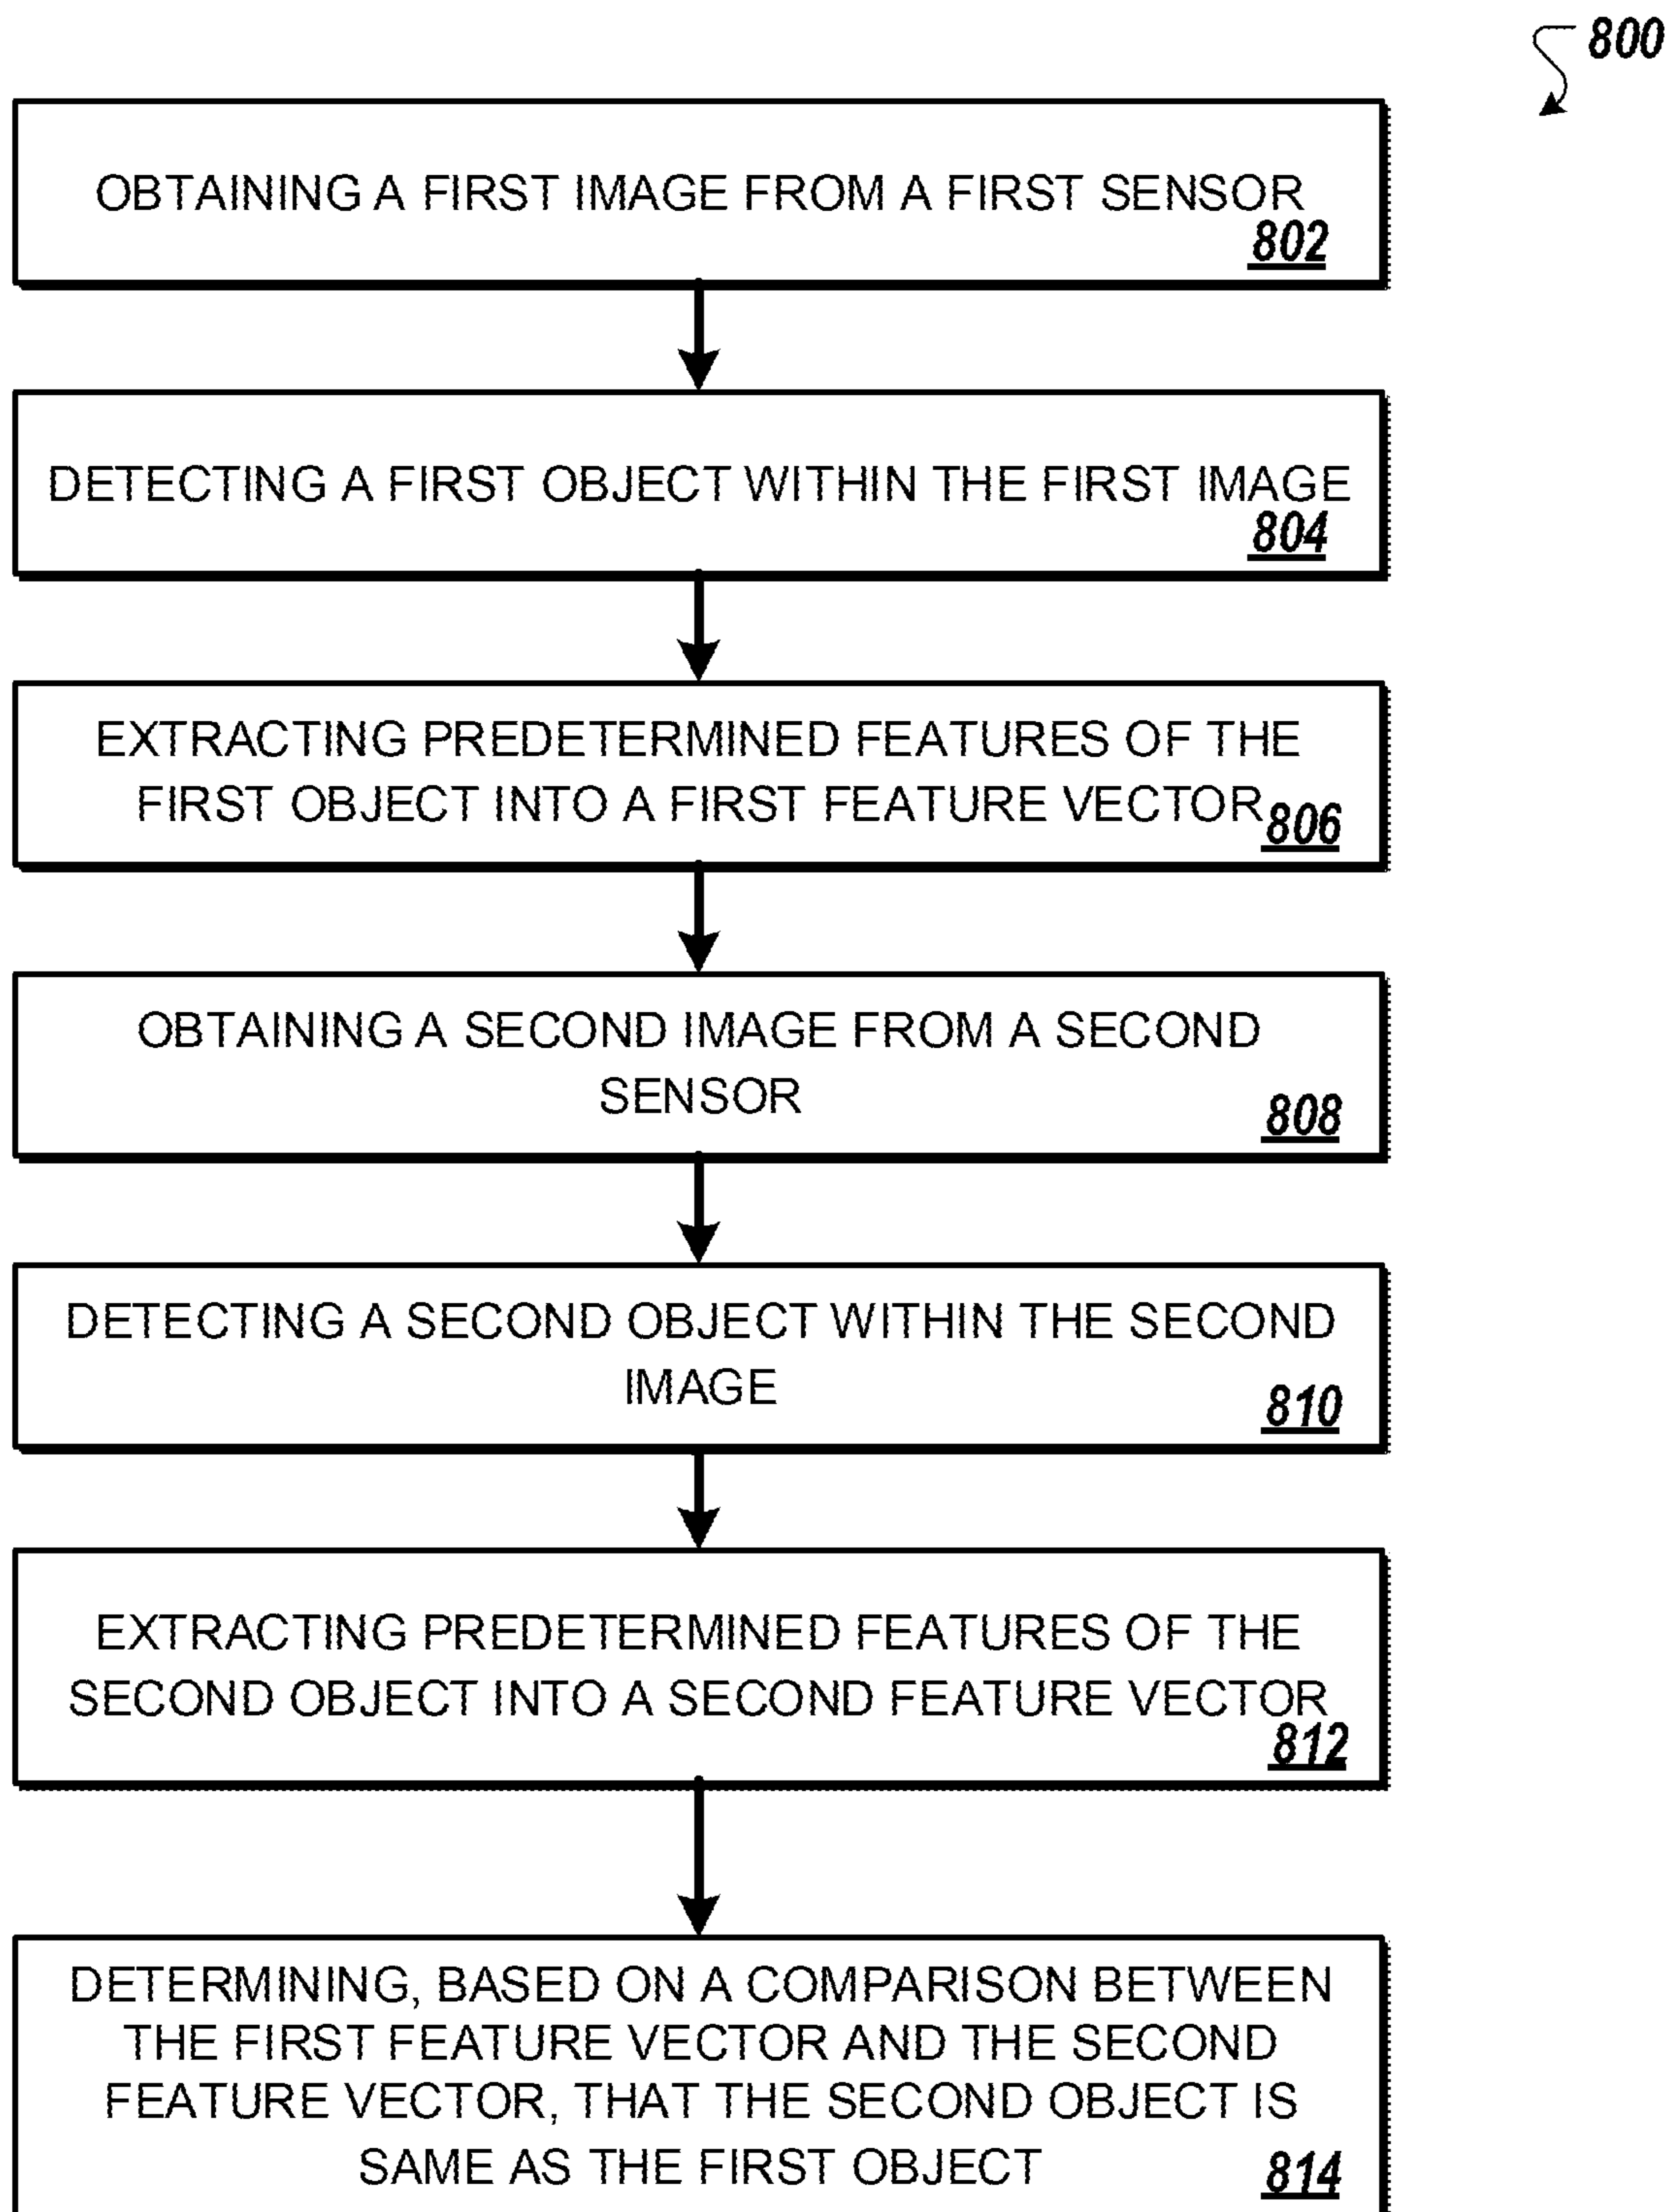 800
OBTAINING A FIRST IMAGE FROM A FIRST SENSOR
802
DETECTING A FIRST OBJECT WITHIN THE FIRST IMAGE
804
EXTRACTING PREDETERMINED FEATURES OF THE
FIRST OBJECT INTO A FIRST FEATURE VECTOR
806
OBTAINING A SECOND IMAGE FROM A SECOND
SENSOR
808
DETECTING A SECOND OBJECT WITHIN THE SECOND
IMAGE
810
EXTRACTING PREDETERMINED FEATURES OF THE
SECOND OBJECT INTO A SECOND FEATURE VECTOR
812
DETERMINING, BASED ON A COMPARISON BETWEEN
THE FIRST FEATURE VECTOR AND THE SECOND
FEATURE VECTOR, THAT THE SECOND OBJECT IS
SAME AS THE FIRST OBJECT
814